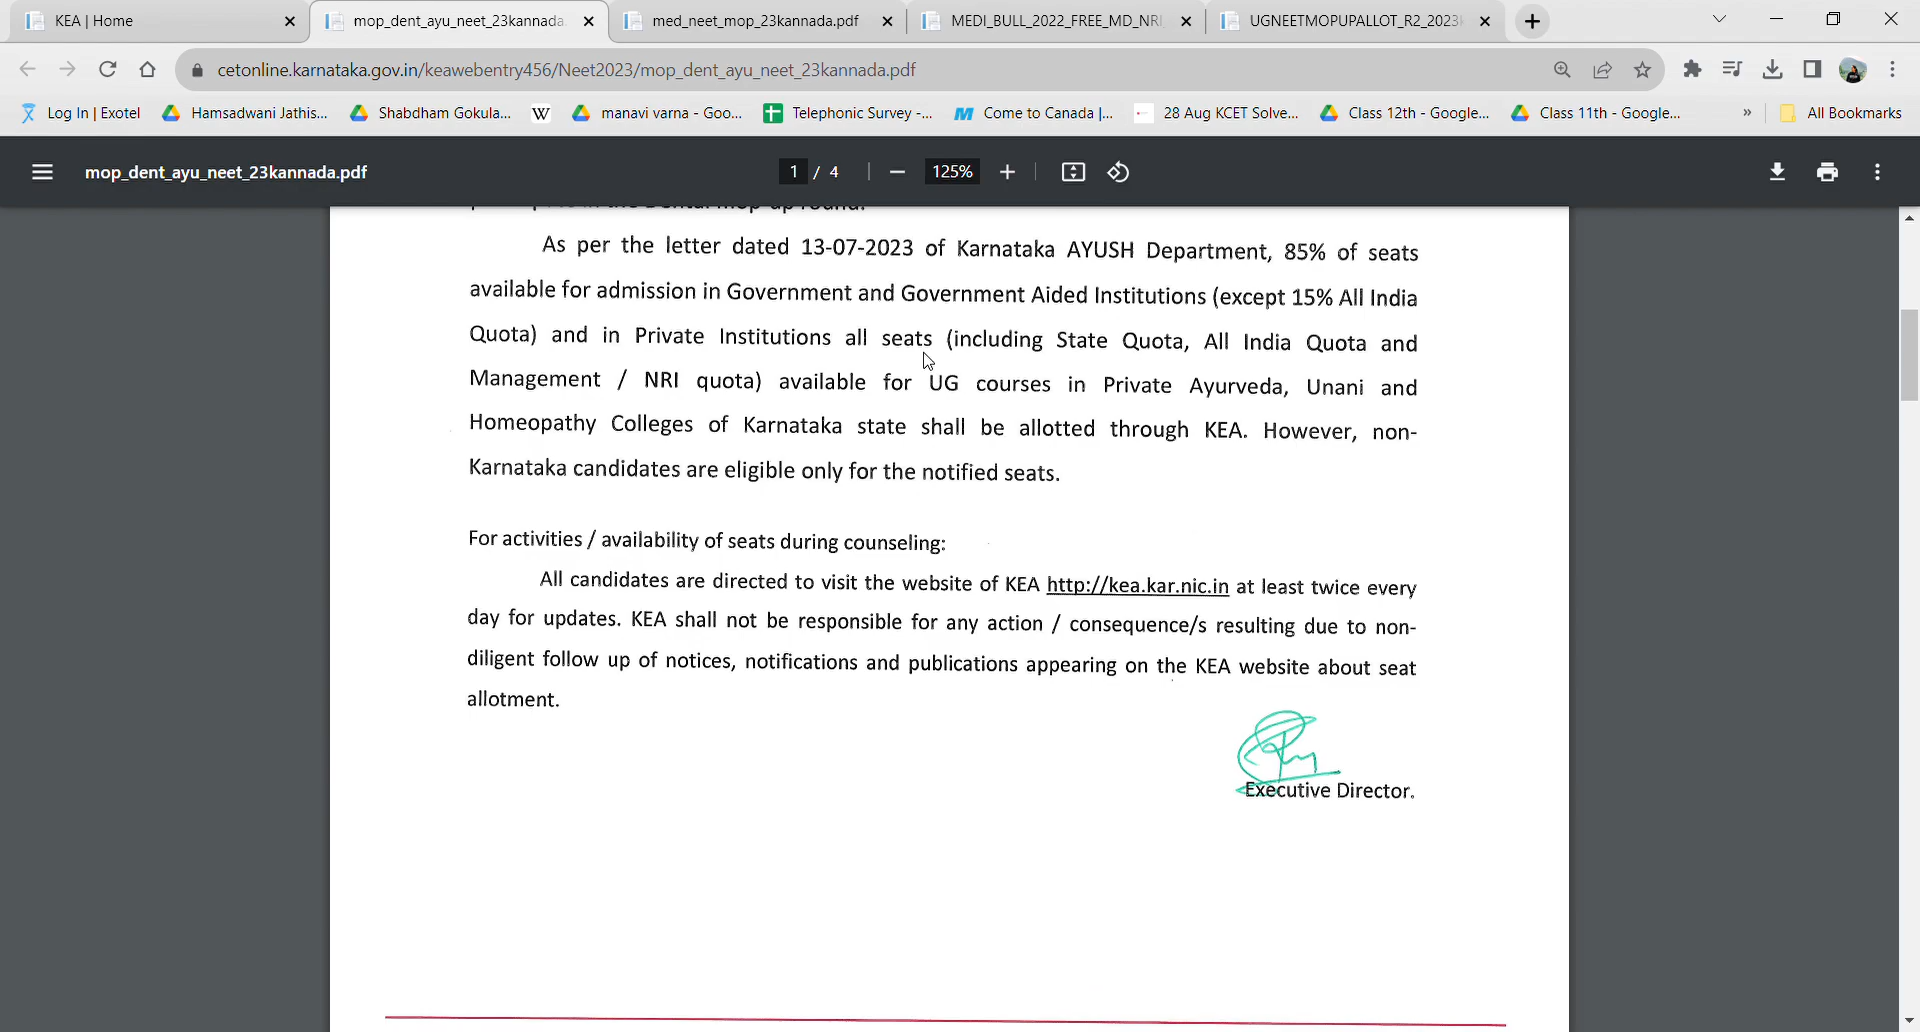 KEA | Home
mop_dent_ayu_neet_23kannada.
med_neet_mop_23kannada.pdf
MEDI_BULL_2022_FREE_MD_NRI
UGNEETMOPUPALLOT_R2_2023
cetonline.karnataka.gov.in/keawebentry456/Neet2023/mop_dent_ayu_neet_23kannada.pdf
Log In | Exotel
Hamsadwani Jathis...
Shabdham Gokula...
W
manavi varna - Goo...
Telephonic Survey -...
Come to Canada |...
28 Aug KCET Solve...
Class 12th - Google...
Class 11th - Google...
»
All Bookmarks
mop_dent_ayu_neet_23kannada.pdf
1 / 4
125%
in the Dental mop-up round.
As per the letter dated 13-07-2023 of Karnataka AYUSH Department, 85% of seats
available for admission in Government and Government Aided Institutions (except 15% All India
Quota) and in Private Institutions all seats (including State Quota, All India Quota and
Management / NRI quota) available for UG courses in Private Ayurveda, Unani and
Homeopathy Colleges of Karnataka state shall be allotted through KEA. However, non-
Karnataka candidates are eligible only for the notified seats.
For activities / availability of seats during counseling:
All candidates are directed to visit the website of KEA http://kea.kar.nic.in at least twice every
day for updates. KEA shall not be responsible for any action / consequence/s resulting due to non-
diligent follow up of notices, notifications and publications appearing on the KEA website about seat
allotment.
Executive Director.